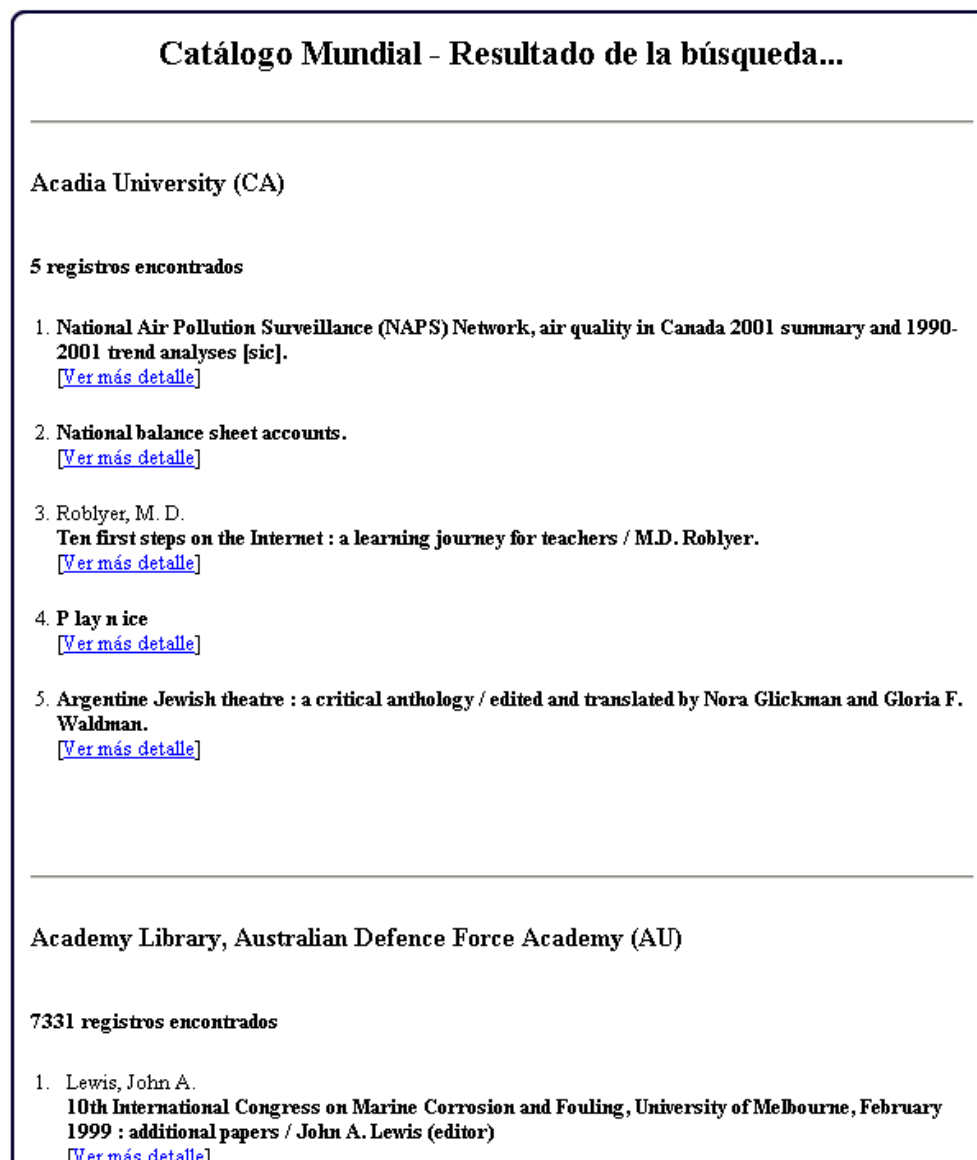 Catálogo Mundial - Resultado de la búsqueda...
Acadia University (CA)
5 registros encontrados
1. National Air Pollution Surveillance (NAPS) Network, air quality in Canada 2001 summary and 1990-
2001 trend analyses [sic].
[Ver más detalle]
2. National balance sheet accounts.
[Ver más detalle]
3. Roblyer, M. D.
Ten first steps on the Internet : a learning journey for teachers / M.D. Roblyer.
[Ver más detalle]
4. P lay n ice
[Ver más detalle]
5. Argentine Jewish theatre : a critical anthology / edited and translated by Nora Glickman and Gloria F.
Waldman.
[Ver más detalle]
Academy Library, Australian Defence Force Academy (AU)
7331 registros encontrados
1. Lewis, John A.
10th International Congress on Marine Corrosion and Fouling, University of Melbourne, February
1999 : additional papers / John A. Lewis (editor)
[Ver más detalle]